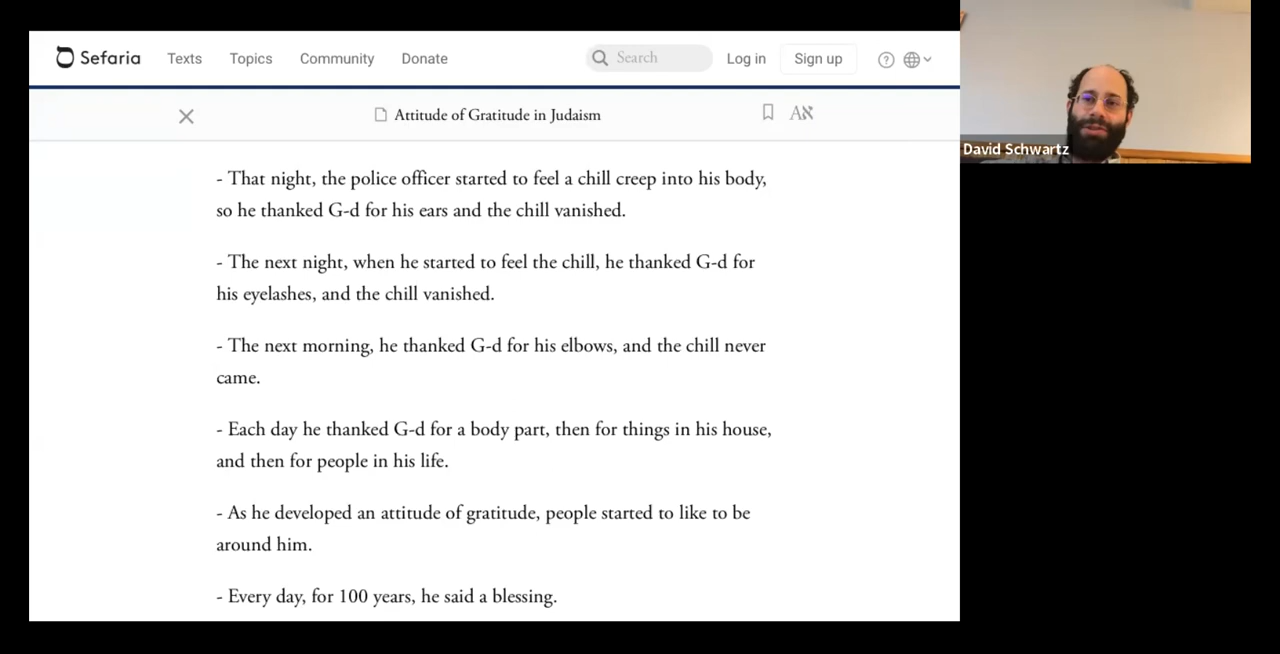 Sefaria Texts Topics Community Donate Search Log in Sign up
Attitude of Gratitude in Judaism Aא
- That night, the police officer started to feel a chill creep into his body,
so he thanked G-d for his ears and the chill vanished.
- The next night, when he started to feel the chill, he thanked G-d for
his eyelashes, and the chill vanished.
- The next morning, he thanked G-d for his elbows, and the chill never
came.
- Each day he thanked G-d for a body part, then for things in his house,
and then for people in his life.
- As he developed an attitude of gratitude, people started to like to be
around him.
- Every day, for 100 years, he said a blessing.
David Schwartz